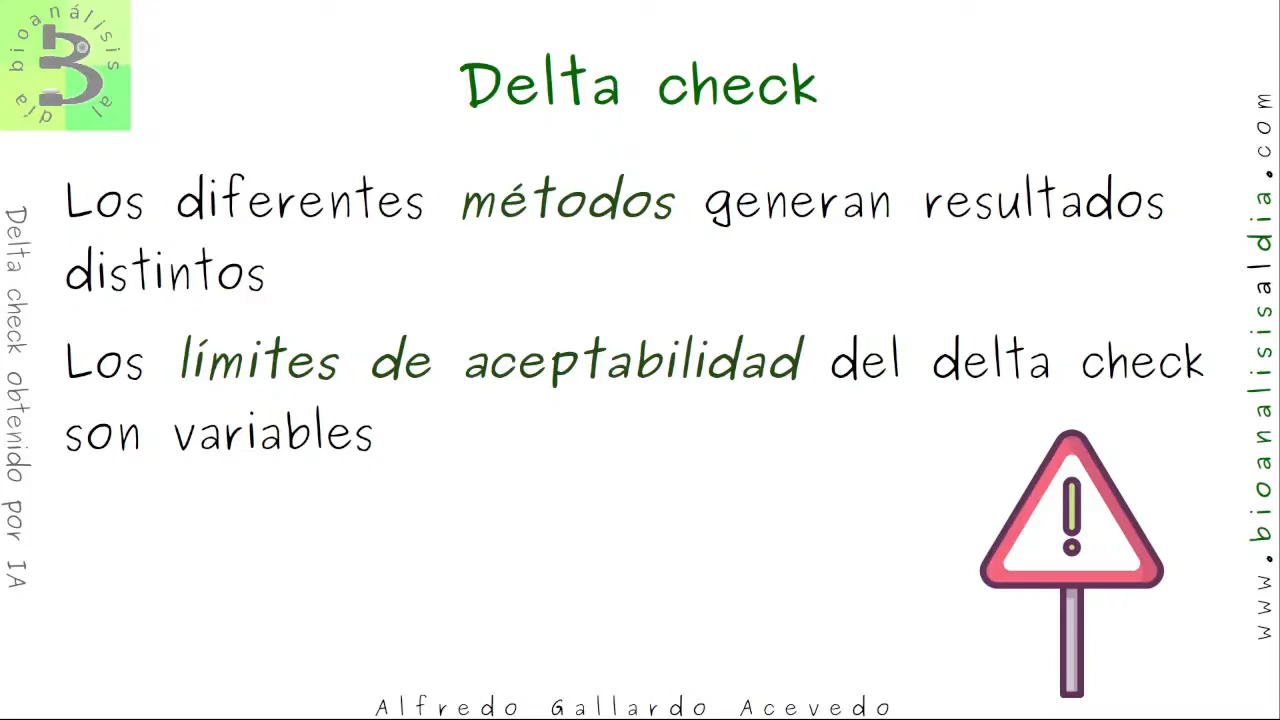 bioanálisis al día
Delta check
Los diferentes métodos generan resultados
distintos
Los límites de aceptabilidad del delta check
son variables
Delta check obtenido por IA
www.bioanalisisaldia.com
Alfredo Gallardo Acevedo